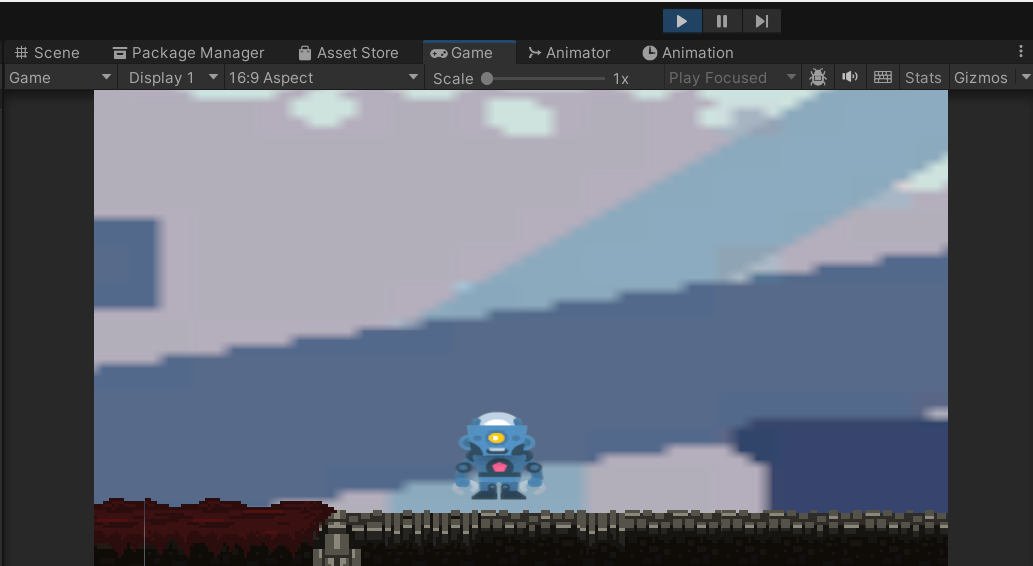 Scene Package Manager Asset Store Game Animator Animation
Game Display 1 16:9 Aspect Scale 1x Play Focused Stats Gizmos